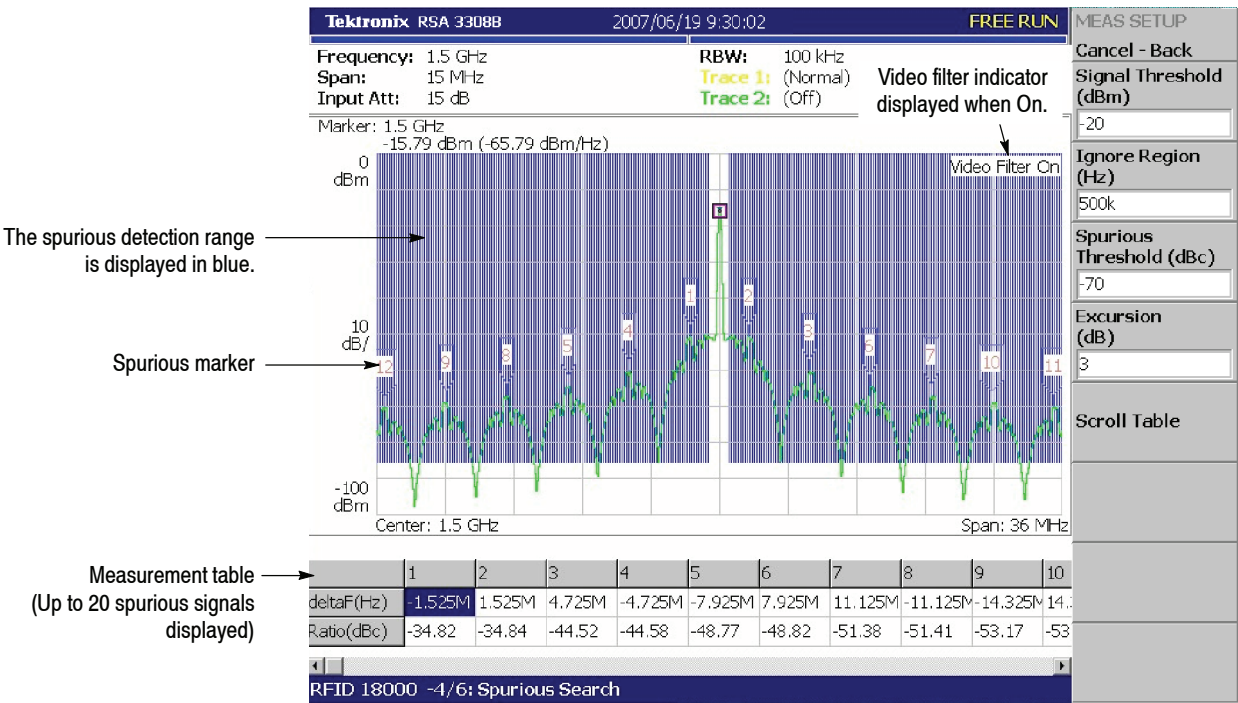 Tektronix RSA 3308B 2007/06/19 9:30:02 FREE RUN
Frequency: 1.5 GHz RBW: 100 kHz
Span: 15 MHz Trace 1: (Normal)
Input Att: 15 dB Trace 2: (Off)
Video filter indicator
displayed when On.
Marker: 1.5 GHz
-15.79 dBm (-65.79 dBm/Hz)
0
dBm
Video Filter On
The spurious detection range
is displayed in blue.
10
dB/
Spurious marker
12 9 8 5 4 1 2 3 6 7 10 11
-100
dBm
Center: 1.5 GHz Span: 36 MHz
Measurement table
(Up to 20 spurious signals
displayed)
1 2 3 4 5 6 7 8 9 10
deltaF(Hz) -1.525M 1.525M 4.725M -4.725M -7.925M 7.925M 11.125M -11.125M -14.325M 14.
Ratio(dBc) -34.82 -34.84 -44.52 -44.58 -48.77 -48.82 -51.38 -51.41 -53.17 -53
RFID 18000 -4/6: Spurious Search
MEAS SETUP
Cancel - Back
Signal Threshold
(dBm)
-20
Ignore Region
(Hz)
500k
Spurious
Threshold (dBc)
-70
Excursion
(dB)
3
Scroll Table